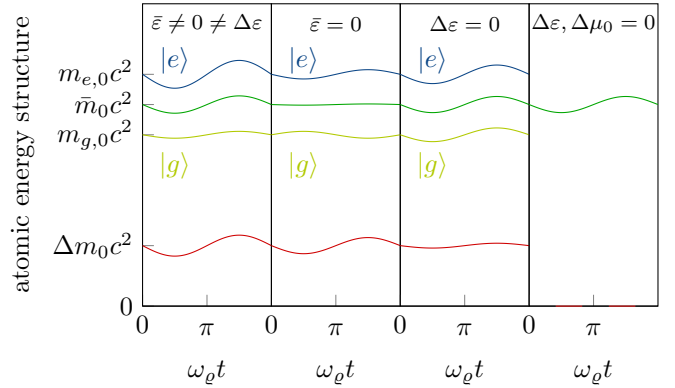 ε̄ ≠ 0 ≠ Δε
ε̄ = 0
Δε = 0
Δε, Δμ₀ = 0
|e⟩ |e⟩ |e⟩
m_{e,0}c²
m̄₀c²
m_{g,0}c²
|g⟩ |g⟩ |g⟩
Δm₀c²
0
atomic energy structure
0 π 0 π 0 π 0 π
ω_ϱt ω_ϱt ω_ϱt ω_ϱt